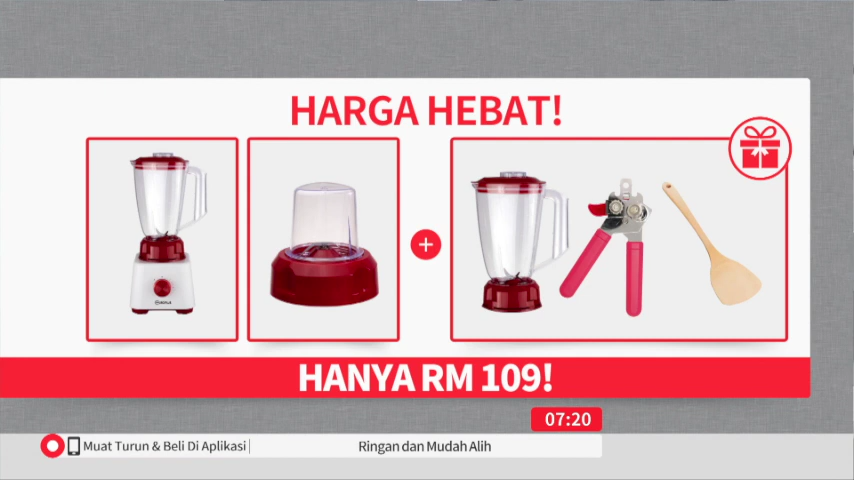 HARGA HEBAT!
HANYA RM 109!
07:20
Muat Turun & Beli Di Aplikasi
Ringan dan Mudah Alih